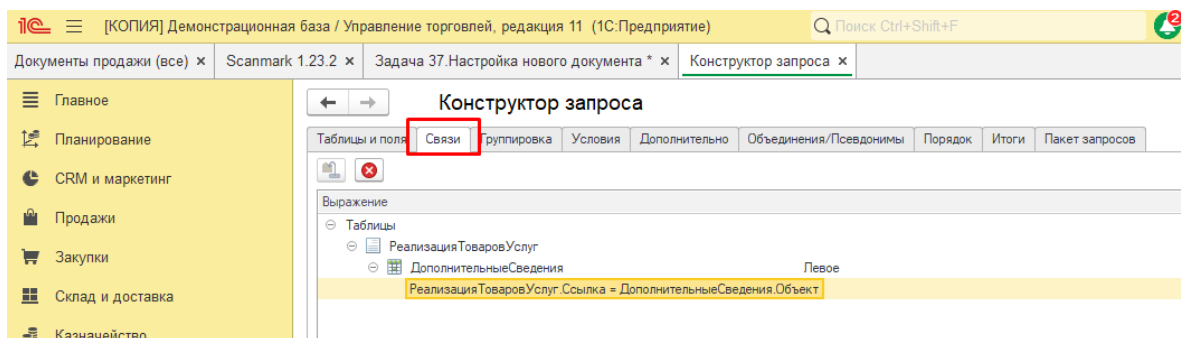 1С [КОПИЯ] Демонстрационная база / Управление торговлей, редакция 11 (1С:Предприятие) Поиск Ctrl+Shift+F 2
Документы продажи (все) × Scanmark 1.23.2 × Задача 37.Настройка нового документа * × Конструктор запроса ×
Главное
Планирование
CRM и маркетинг
Продажи
Закупки
Склад и доставка
Казначейство
Конструктор запроса
Таблицы и поля Связи Группировка Условия Дополнительно Объединения/Псевдонимы Порядок Итоги Пакет запросов
Выражение
Таблицы
РеализацияТоваровУслуг
ДополнительныеСведения Левое
РеализацияТоваровУслуг.Ссылка = ДополнительныеСведения.Объект